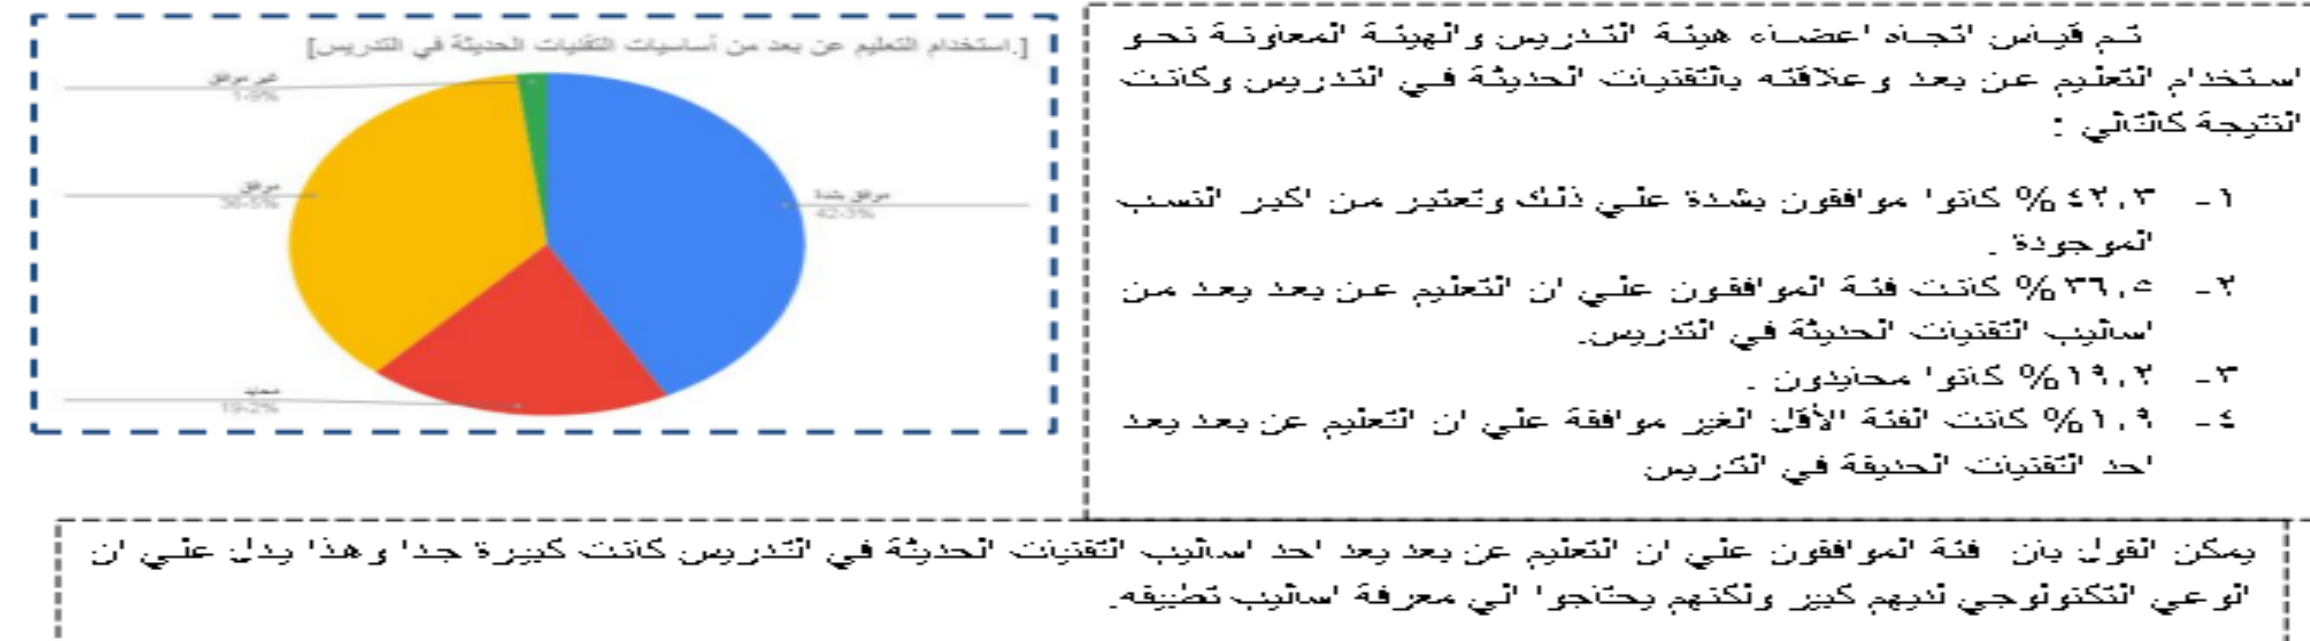 [.استخدام التعليم عن بعد من أساسيات التقنيات الحديثة في التدريس]
غير موافق
1-9%
موافق
36-5%
موافق بشدة
42-3%
محايد
19-2%
تم قياس اتجاه اعضاء هيئة التدريس والهيئة المعاونة نحو
استخدام التعليم عن بعد وعلاقته بالتقنيات الحديثة في التدريس وكانت
النتيجة كالتالي :
١- ٤٢,٣% كانوا موافقون بشدة علي ذلك وتعتبر من اكبر النسب
الموجودة .
٢- ٣٦,٥% كانت فئة الموافقون علي ان التعليم عن بعد يعد من
اساليب التقنيات الحديثة في التدريس.
٣- ١٩,٢% كانوا محايدون .
٤- ١,٩% كانت الفئة الأقل الغير موافقة علي ان التعليم عن بعد يعد
احد التقنيات الحديقة في التدريس
يمكن القول بان فئة الموافقون علي ان التعليم عن بعد يعد احد اساليب التقنيات الحديثة في التدريس كانت كبيرة جدا وهذا يدل علي ان
الوعي التكنولوجي لديهم كبير ولكنهم يحتاجوا الي معرفة اساليب تطبيقه.